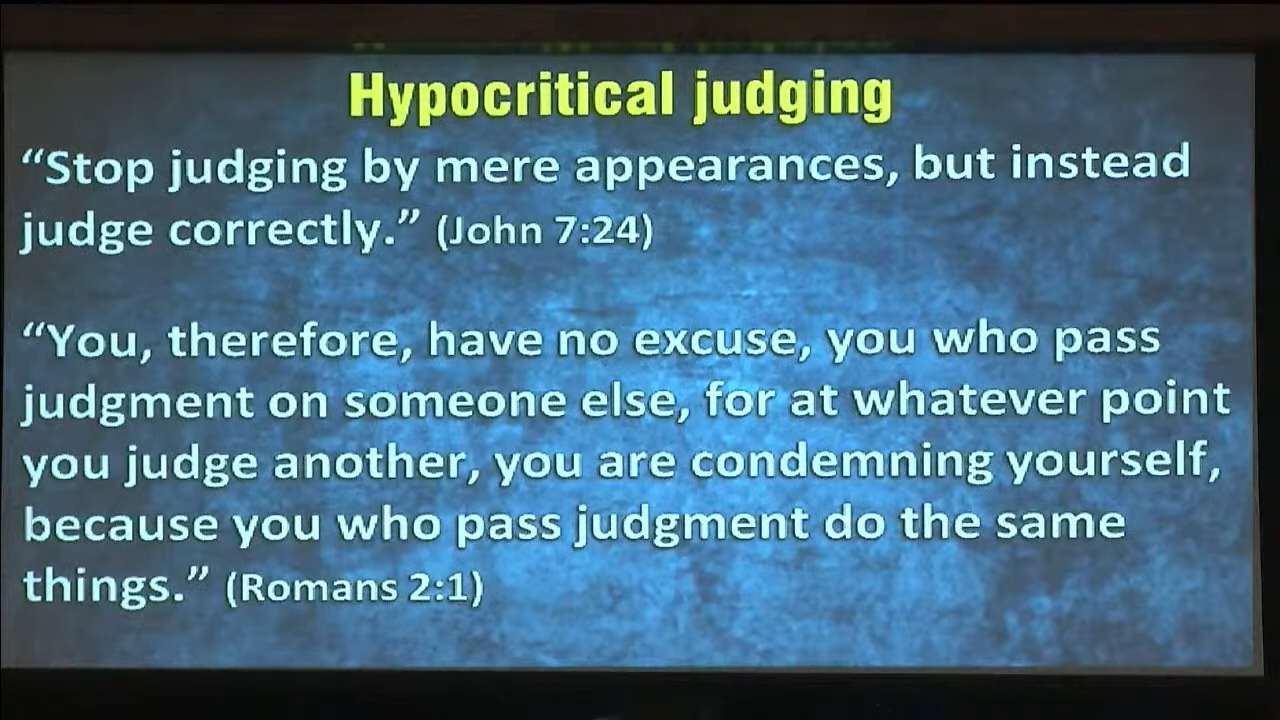 Hypocritical judging
“Stop judging by mere appearances, but instead
judge correctly.” (John 7:24)
“You, therefore, have no excuse, you who pass
judgment on someone else, for at whatever point
you judge another, you are condemning yourself,
because you who pass judgment do the same
things.” (Romans 2:1)